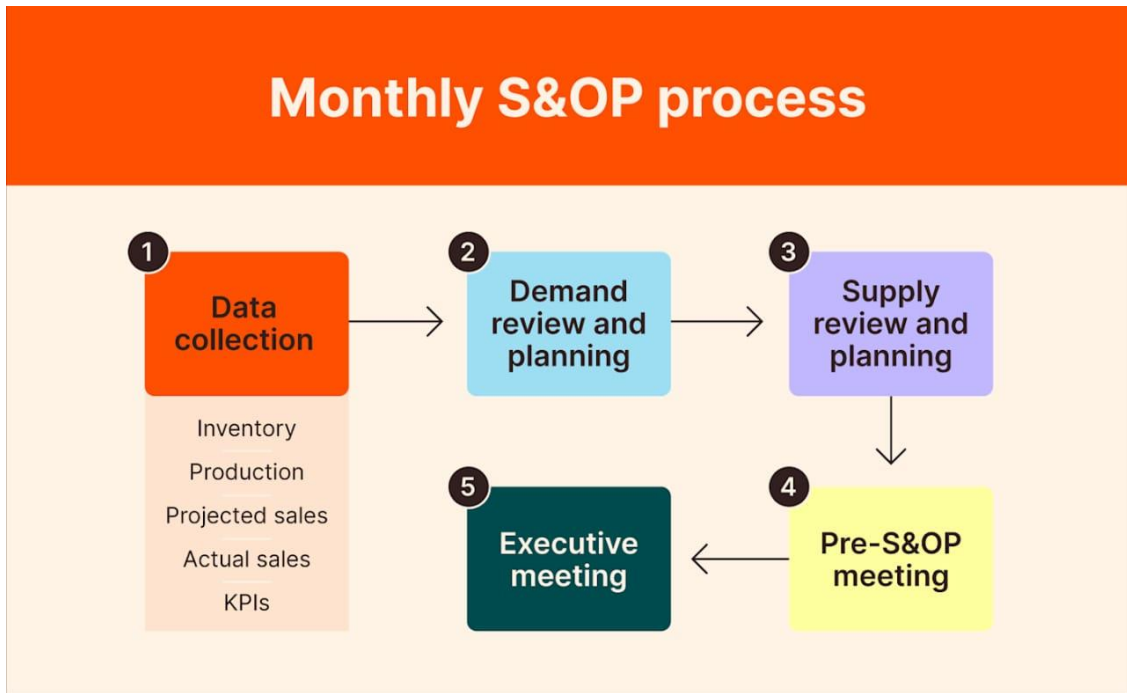 Monthly S&OP process
1
Data
collection
Inventory
Production
Projected sales
Actual sales
KPIs
2
Demand
review and
planning
3
Supply
review and
planning
4
Pre-S&OP
meeting
5
Executive
meeting